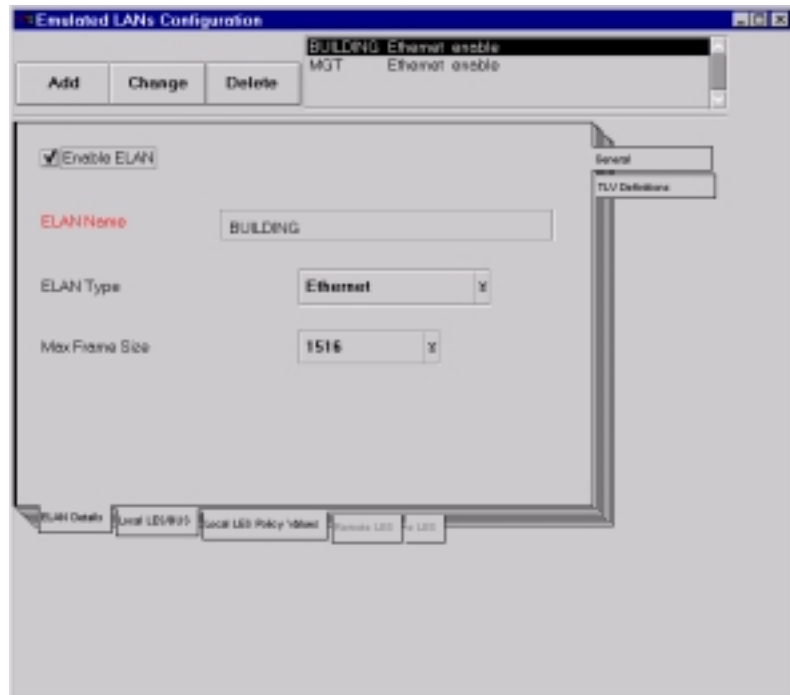 Emulated LANs Configuration
BUILDING Ethernet enable
MGT Ethernet enable
Add Change Delete
Enable ELAN
General
TLV Definitions
ELAN Name BUILDING
ELAN Type Ethernet
Max Frame Size 1516
ELAN Details Local LES/BUS Local LES Policy Values Remote LES LES